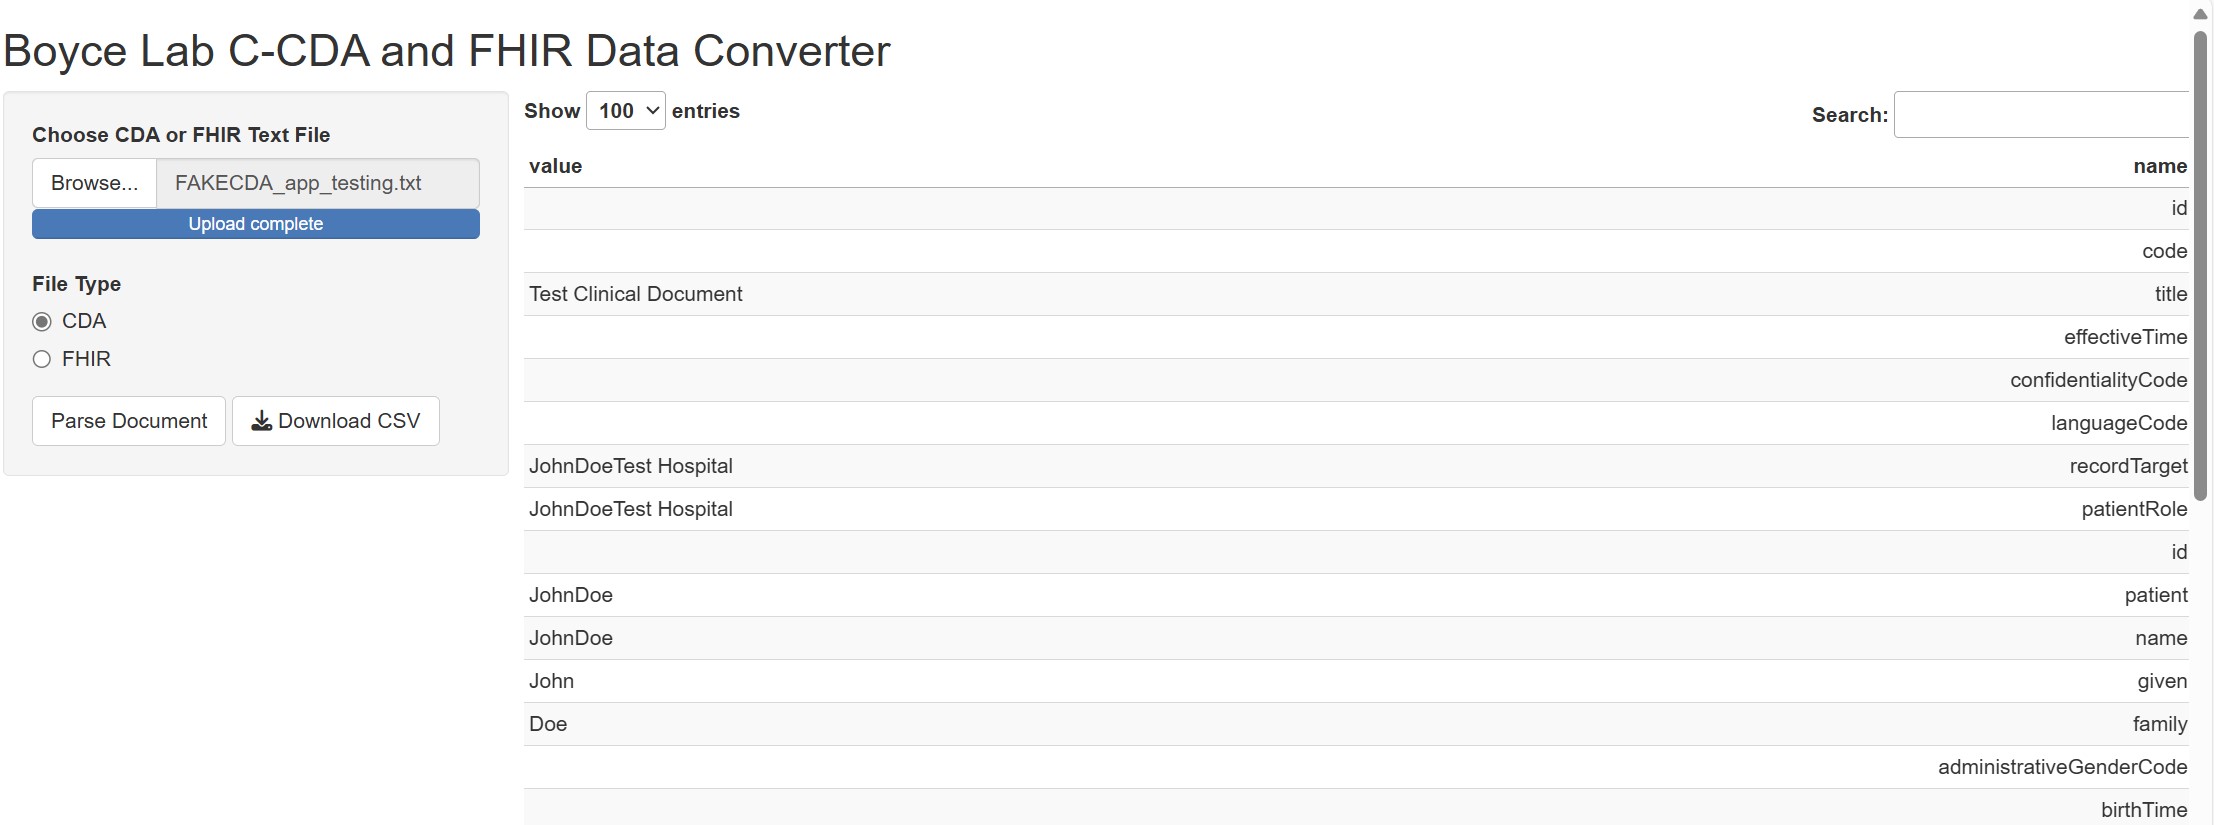 Boyce Lab C-CDA and FHIR Data Converter
Choose CDA or FHIR Text File
Browse... FAKECDA_app_testing.txt
Upload complete
File Type
CDA
FHIR
Parse Document Download CSV
Show 100 entries Search:
value name
id
code
Test Clinical Document title
effectiveTime
confidentialityCode
languageCode
JohnDoeTest Hospital recordTarget
JohnDoeTest Hospital patientRole
id
JohnDoe patient
JohnDoe name
John given
Doe family
administrativeGenderCode
birthTime